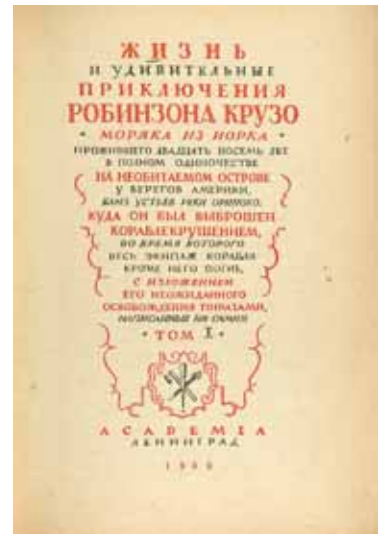 ЖИЗНЬ
И УДИВИТЕЛЬНЫЕ
ПРИКЛЮЧЕНИЯ
РОБИНЗОНА КРУЗО
МОРЯКА ИЗ ИОРКА
ПРОЖИВШЕГО ДВАДЦАТЬ ВОСЕМЬ ЛЕТ
В ПОЛНОМ ОДИНОЧЕСТВЕ
НА НЕОБИТАЕМОМ ОСТРОВЕ
У БЕРЕГОВ АМЕРИКИ,
БЛИЗ УСТЬЕВ РЕКИ ОРИНОКО,
КУДА ОН БЫЛ ВЫБРОШЕН
КОРАБЛЕКРУШЕНИЕМ,
ВО ВРЕМЯ КОТОРОГО
ВЕСЬ ЭКИПАЖ КОРАБЛЯ
КРОМЕ НЕГО ПОГИБ,
С ИЗЛОЖЕНИЕМ
ЕГО НЕОЖИДАННОГО
ОСВОБОЖДЕНИЯ ПИРАТАМИ,
НАПИСАННЫЕ ИМ САМИМ
ТОМ I
ACADEMIA
ЛЕНИНГРАД